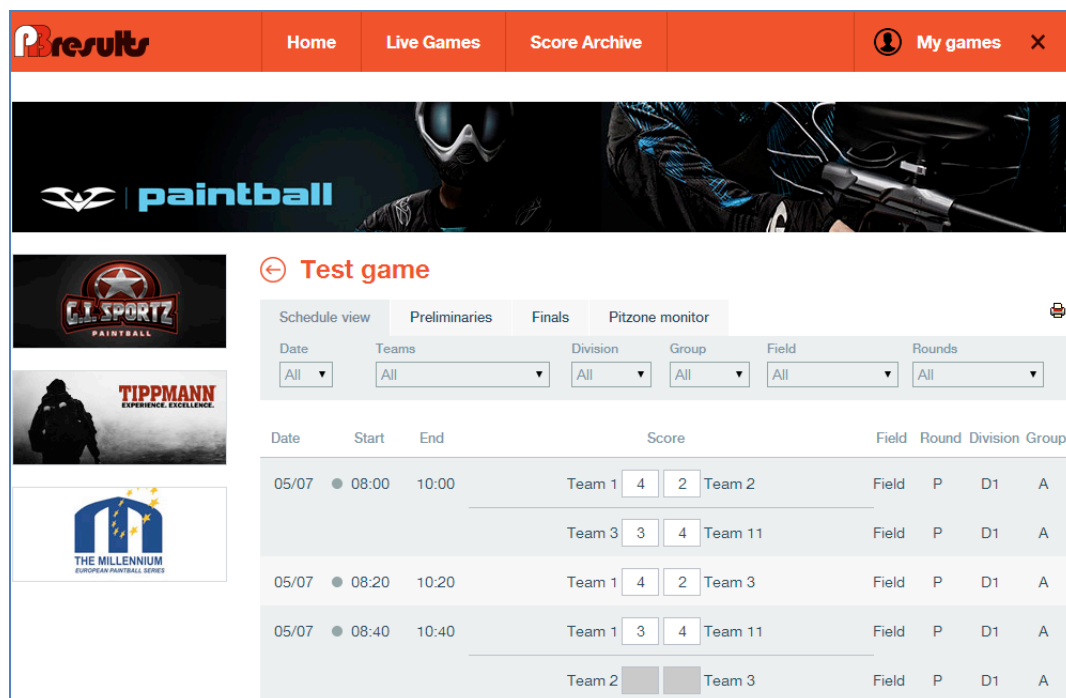 PBresults Home Live Games Score Archive My games ×
paintball
G.I. SPORTZ
PAINTBALL
TIPPMANN
EXPERIENCE. EXCELLENCE.
THE MILLENNIUM
EUROPEAN PAINTBALL SERIES
Test game
Schedule view Preliminaries Finals Pitzone monitor
Date Teams Division Group Field Rounds
All All All All All All
Date Start End Score Field Round Division Group
05/07 08:00 10:00 Team 1 4 2 Team 2 Field P D1 A
Team 3 3 4 Team 11 Field P D1 A
05/07 08:20 10:20 Team 1 4 2 Team 3 Field P D1 A
05/07 08:40 10:40 Team 1 3 4 Team 11 Field P D1 A
Team 2 Team 3 Field P D1 A